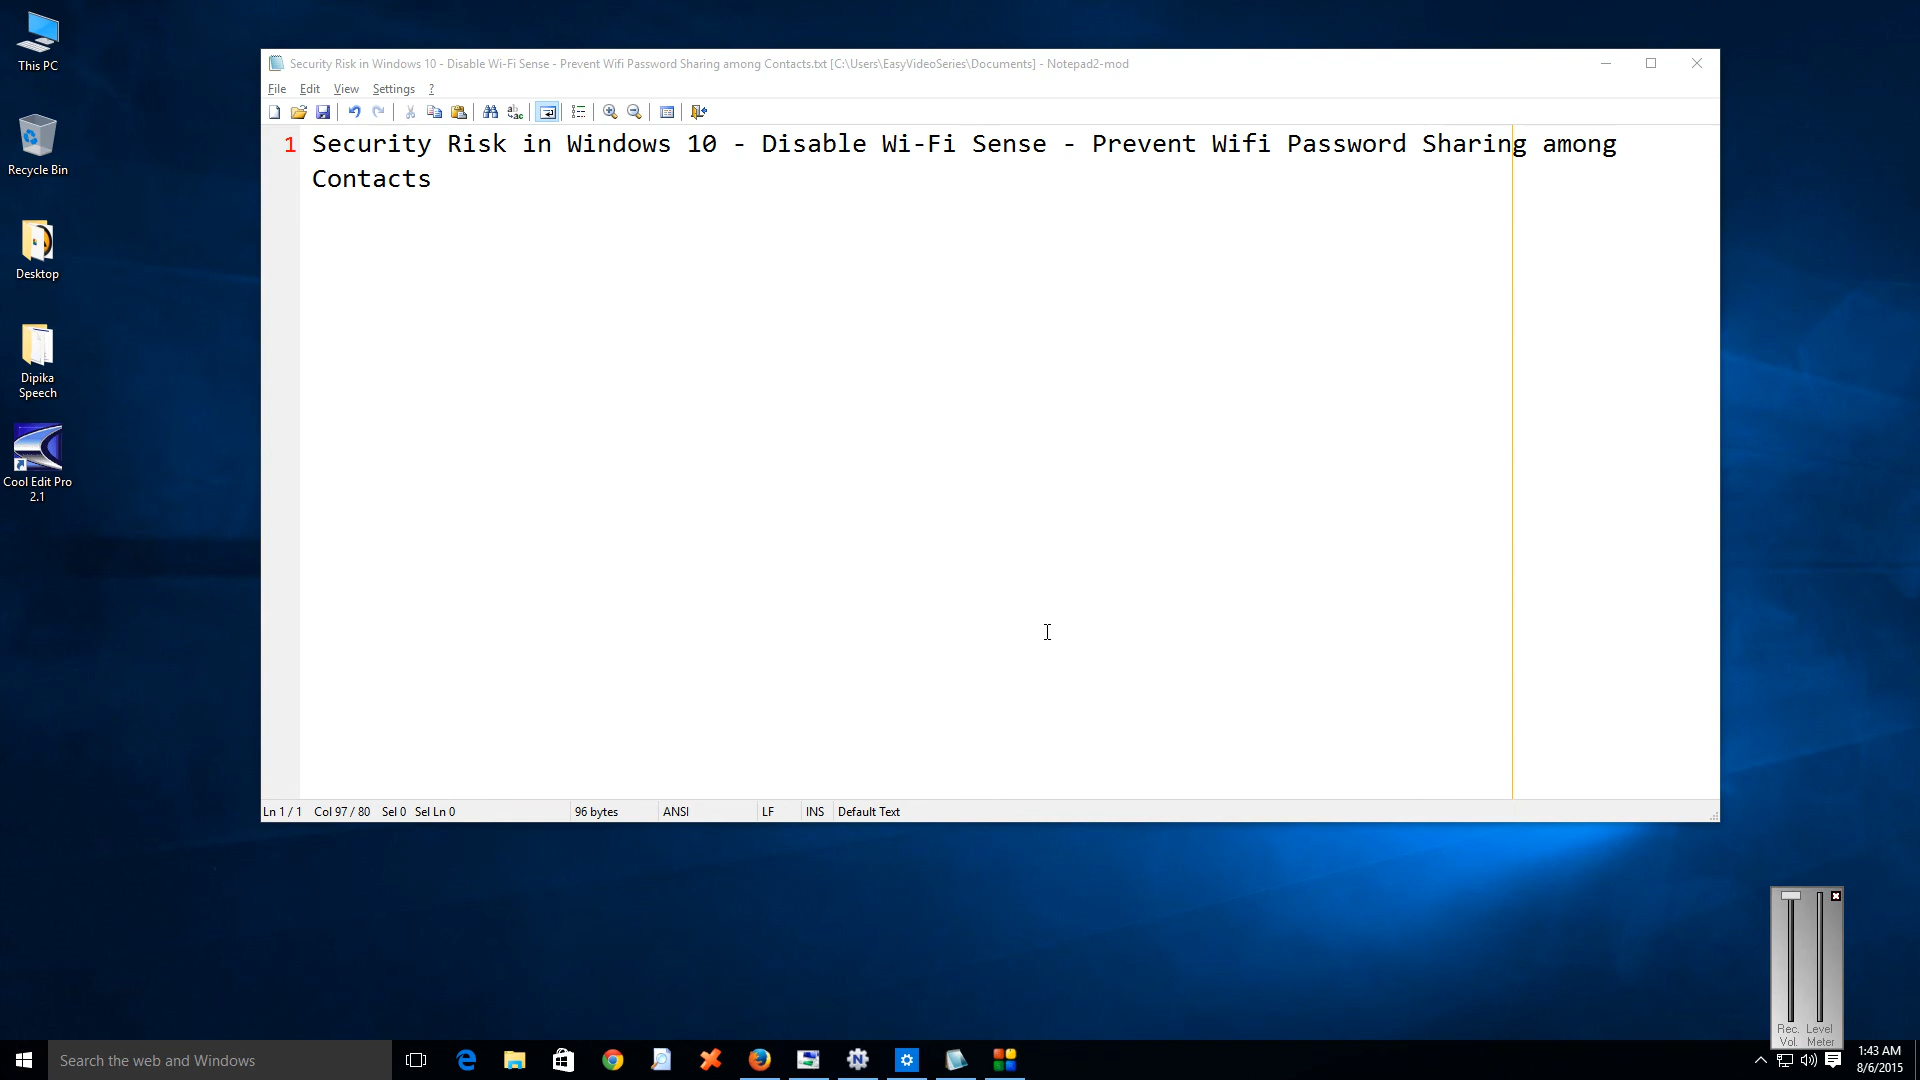 This PC
Recycle Bin
Desktop
Dipika
Speech
Cool Edit Pro
2.1
Security Risk in Windows 10 - Disable Wi-Fi Sense - Prevent Wifi Password Sharing among Contacts.txt [C:\Users\EasyVideoSeries\Documents] - Notepad2-mod
File Edit View Settings ?
1 Security Risk in Windows 10 - Disable Wi-Fi Sense - Prevent Wifi Password Sharing among
Contacts
Ln 1 / 1 Col 97 / 80 Sel 0 Sel Ln 0 96 bytes ANSI LF INS Default Text
Rec. Level
Vol. Meter
Search the web and Windows
1:43 AM
8/6/2015